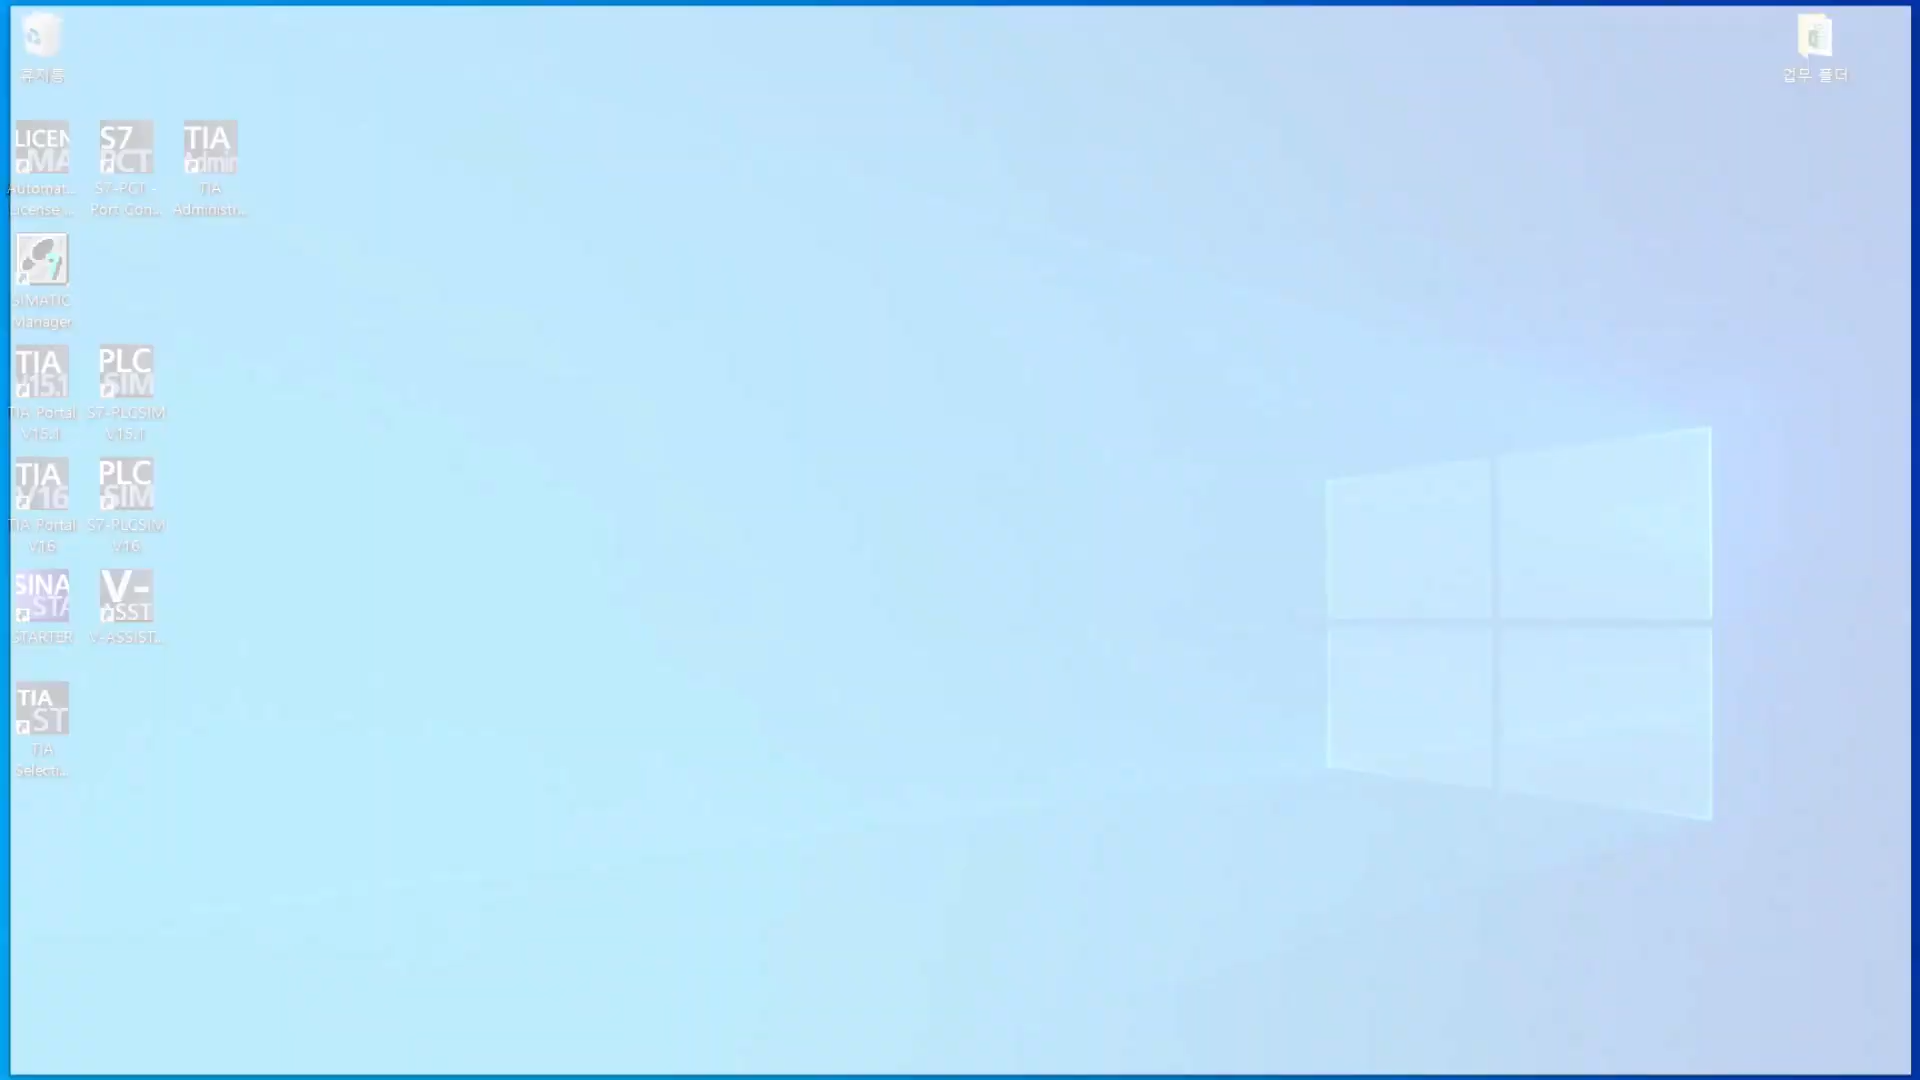 휴지통
업무 폴더
LICEN
MA
Automat...
License ...
S7
PCT
S7-PCT -
Port Con...
TIA
Admin
TIA
Administr...
SIMATIC
Manager
TIA
V15.1
TIA Portal
V15.1
PLC
SIM
S7-PLCSIM
V15.1
TIA
V16
TIA Portal
V16
PLC
SIM
S7-PLCSIM
V16
SINA
STA
STARTER
V-
ASST
V-ASSIST...
TIA
ST
TIA
Selecti...